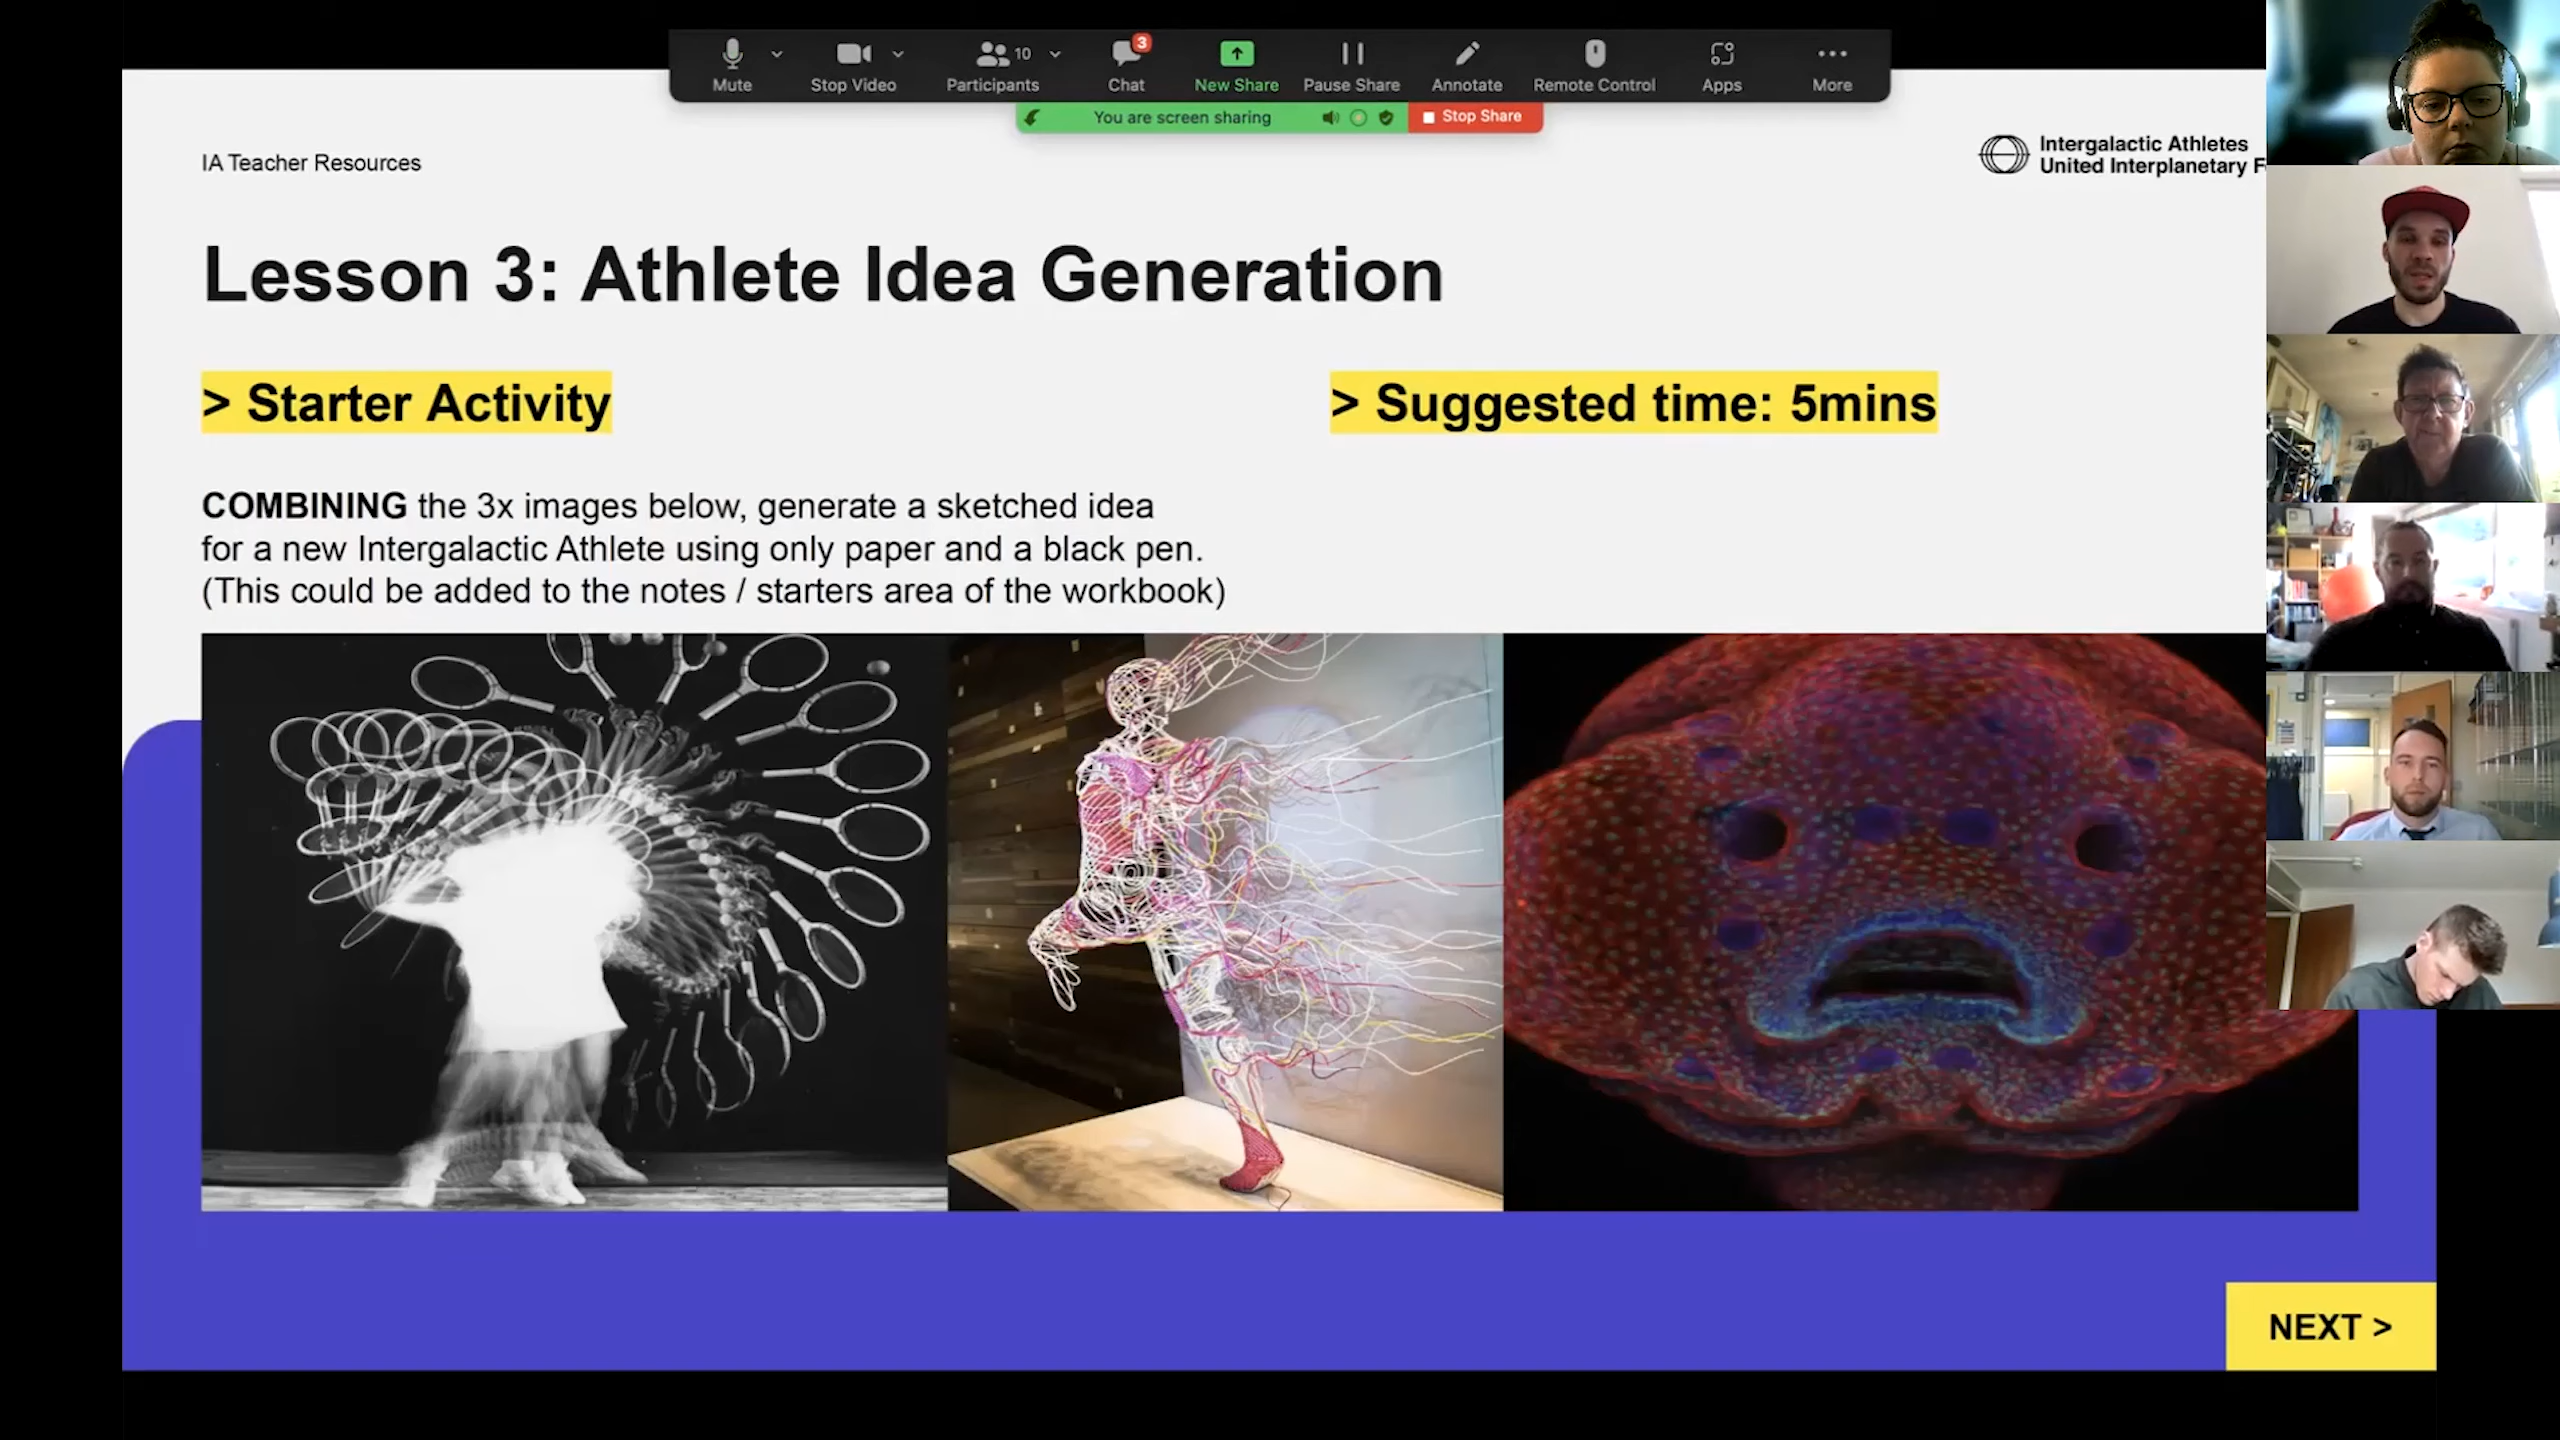 Mute
Stop Video
10
Participants
3
Chat
New Share
Pause Share
Annotate
Remote Control
Apps
More
You are screen sharing
Stop Share
IA Teacher Resources
Intergalactic Athletes
United Interplanetary F
Lesson 3: Athlete Idea Generation
> Starter Activity
> Suggested time: 5mins
COMBINING the 3x images below, generate a sketched idea
for a new Intergalactic Athlete using only paper and a black pen.
(This could be added to the notes / starters area of the workbook)
NEXT >